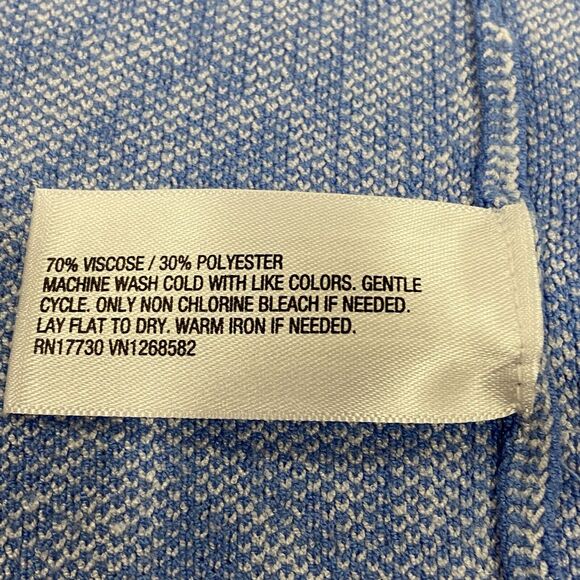 70% VISCOSE / 30% POLYESTER
MACHINE WASH COLD WITH LIKE COLORS. GENTLE
CYCLE. ONLY NON CHLORINE BLEACH IF NEEDED.
LAY FLAT TO DRY. WARM IRON IF NEEDED.
RN17730 VN1268582